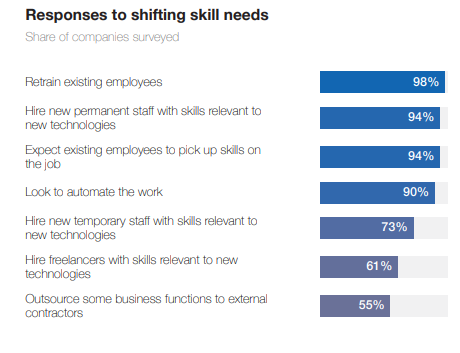 Responses to shifting skill needs
Share of companies surveyed
Retrain existing employees
98%
Hire new permanent staff with skills relevant to
new technologies
94%
Expect existing employees to pick up skills on
the job
94%
Look to automate the work
90%
Hire new temporary staff with skills relevant to
new technologies
73%
Hire freelancers with skills relevant to new
technologies
61%
Outsource some business functions to external
contractors
55%